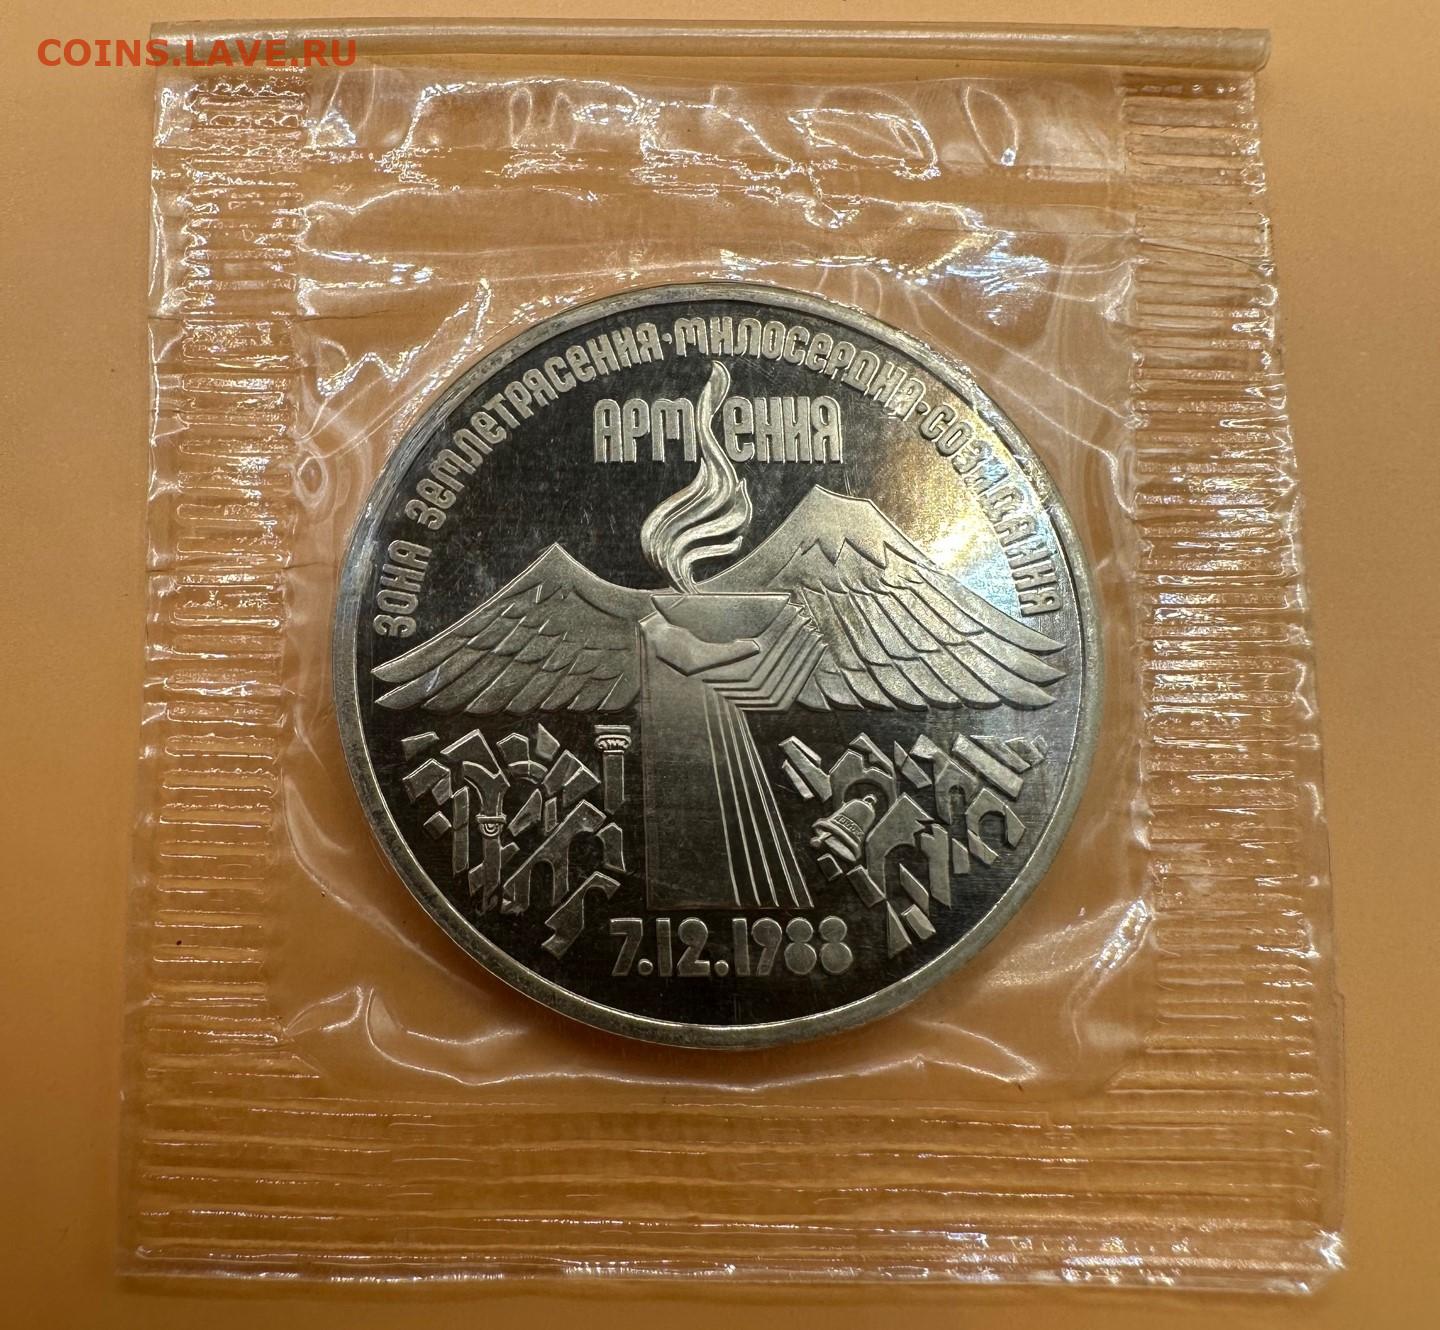 COINS.LAVE.RU
ЗОНА ЗЕМЛЕТРЯСЕНИЯ·МИЛОСЕРДИЯ·СОЗИДАНИЯ
АРМЕНИЯ
7.12.1988